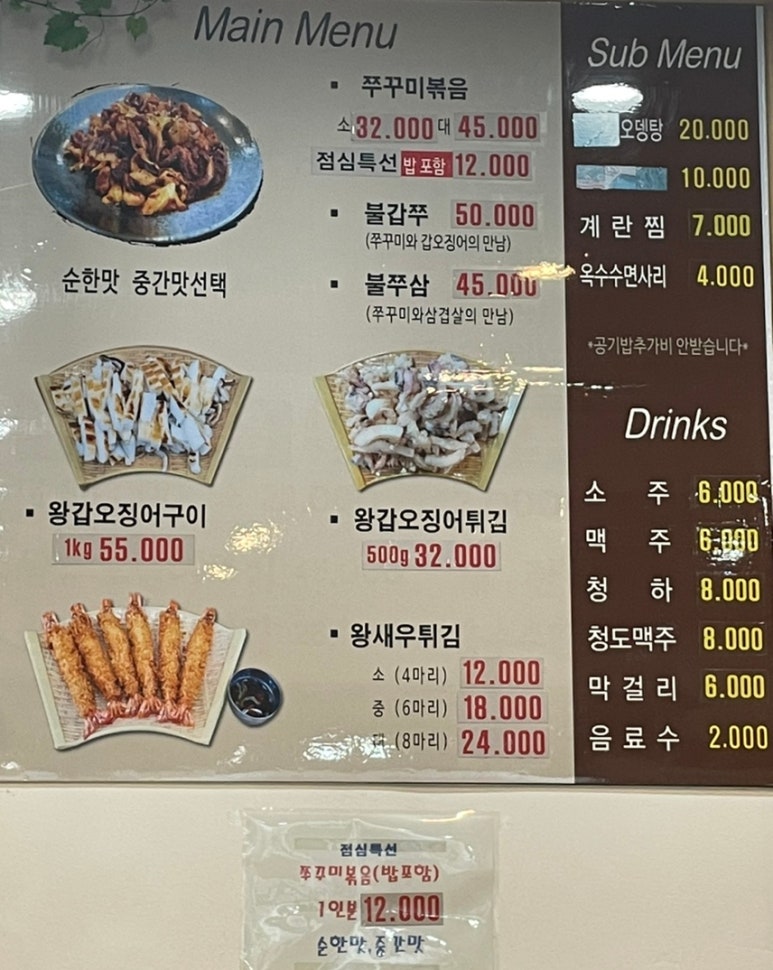 Main Menu
▪ 쭈꾸미볶음
소 32.000 대 45.000
점심특선 밥 포함 12.000
▪ 불갑쭈 50.000
(쭈꾸미와 갑오징어의 만남)
▪ 불쭈삼 45.000
(쭈꾸미와삼겹살의 만남)
순한맛 중간맛선택
▪ 왕갑오징어구이
1kg 55.000
▪ 왕갑오징어튀김
500g 32.000
▪ 왕새우튀김
소 (4마리) 12.000
중 (6마리) 18.000
대 (8마리) 24.000
Sub Menu
오뎅탕 20.000
10.000
계란찜 7.000
옥수수면사리 4.000
*공기밥추가비 안받습니다*
Drinks
소주 6.000
맥주 6.000
청하 8.000
청도맥주 8.000
막걸리 6.000
음료수 2.000
점심특선
쭈꾸미볶음(밥포함)
1인분 12.000
순한맛,중간맛